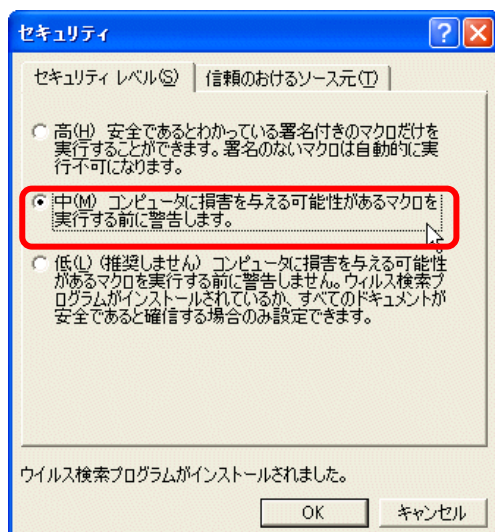 セキュリティ
セキュリティ レベル(S) 信頼のおけるソース元(T)
高(H) 安全であるとわかっている署名付きのマクロだけを
実行することができます。署名のないマクロは自動的に実
行不可になります。
中(M) コンピュータに損害を与える可能性があるマクロを
実行する前に警告します。
低(L) (推奨しません) コンピュータに損害を与える可能性
があるマクロを実行する前に警告しません。ウィルス検索プ
ログラムがインストールされているか、すべてのドキュメントが
安全であると確信する場合のみ設定できます。
ウイルス検索プログラムがインストールされました。
OK キャンセル